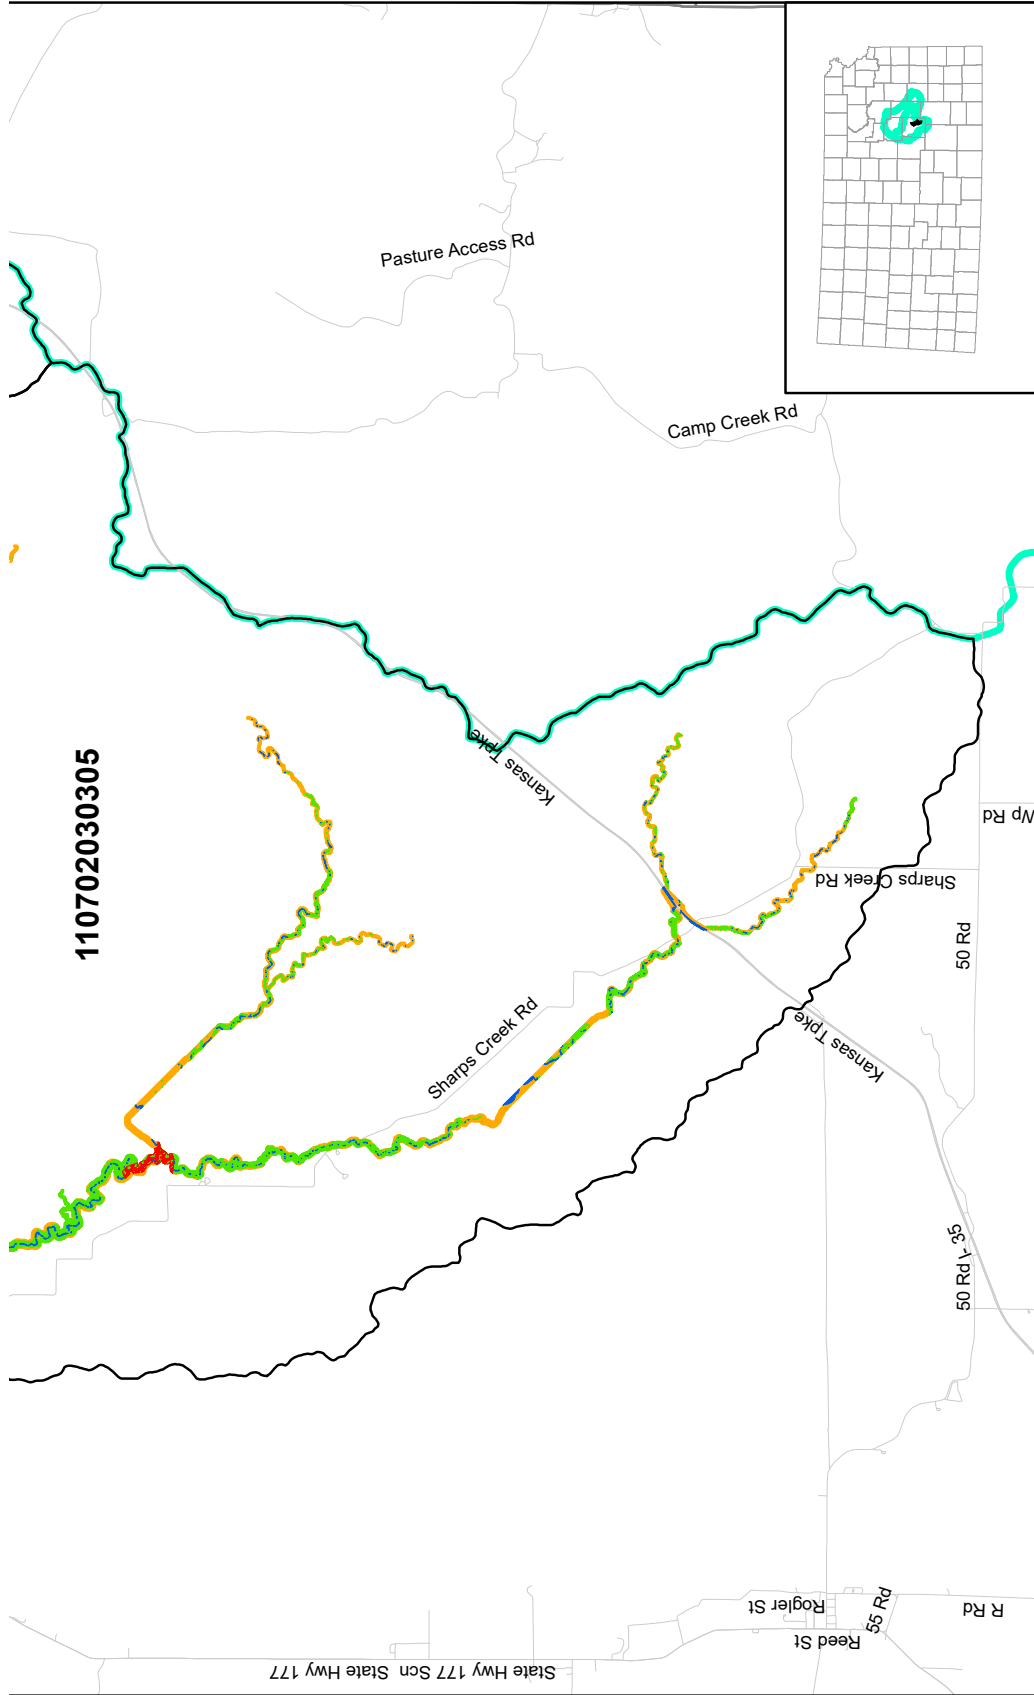 Pasture Access Rd
Camp Creek Rd
110702030305
Kansas Tpke
Wp Rd
Sharps Creek Rd
50 Rd
Sharps Creek Rd
Kansas Tpke
50 Rd I- 35
Rogler St
55 Rd
R Rd
Reed St
State Hwy 177 Scn State Hwy 177